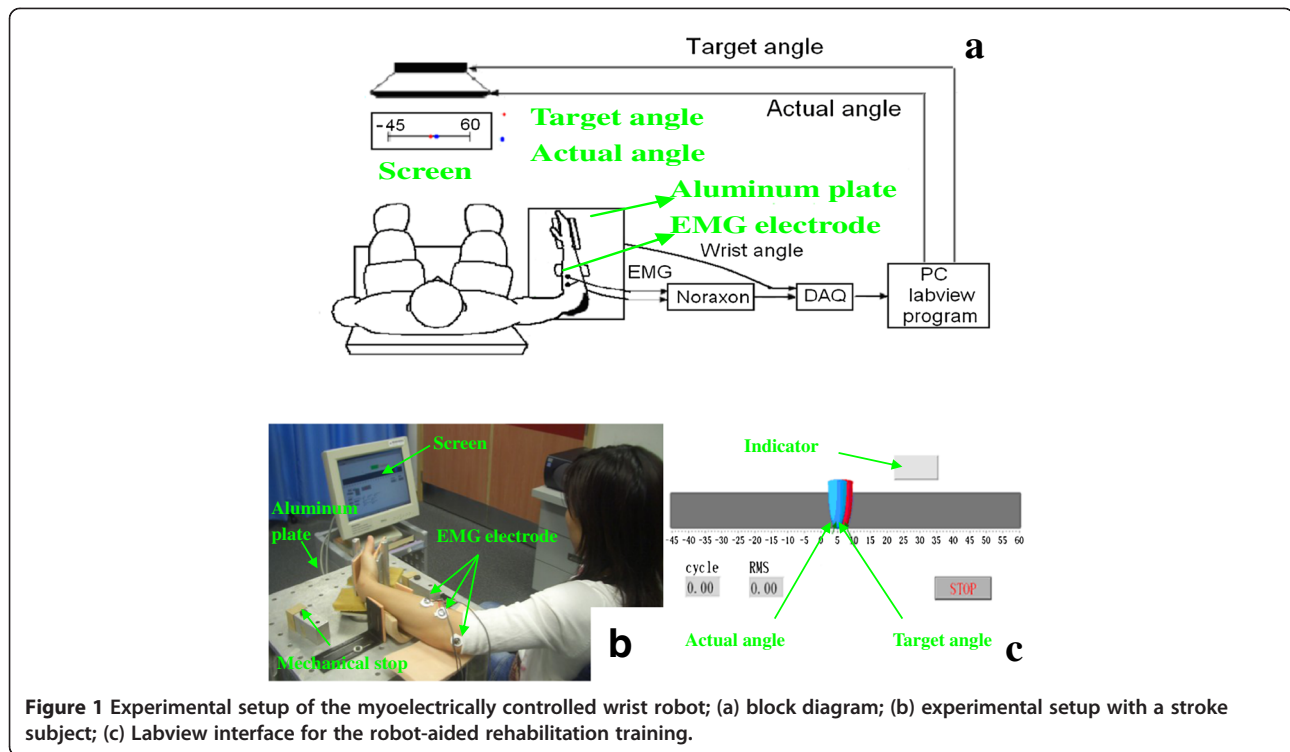 a
Target angle
Actual angle
-45 60
Target angle
Actual angle
Screen
Aluminum plate
EMG electrode
Wrist angle
EMG
Noraxon
DAQ
PC
labview
program
Screen
Aluminum
plate
EMG electrode
Mechanical stop
b
Indicator
-45 -40 -35 -30 -25 -20 -15 -10 -5 0 5 10 15 20 25 30 35 40 45 50 55 60
cycle RMS
0.00 0.00
STOP
Actual angle Target angle
c
Figure 1 Experimental setup of the myoelectrically controlled wrist robot; (a) block diagram; (b) experimental setup with a stroke
subject; (c) Labview interface for the robot-aided rehabilitation training.